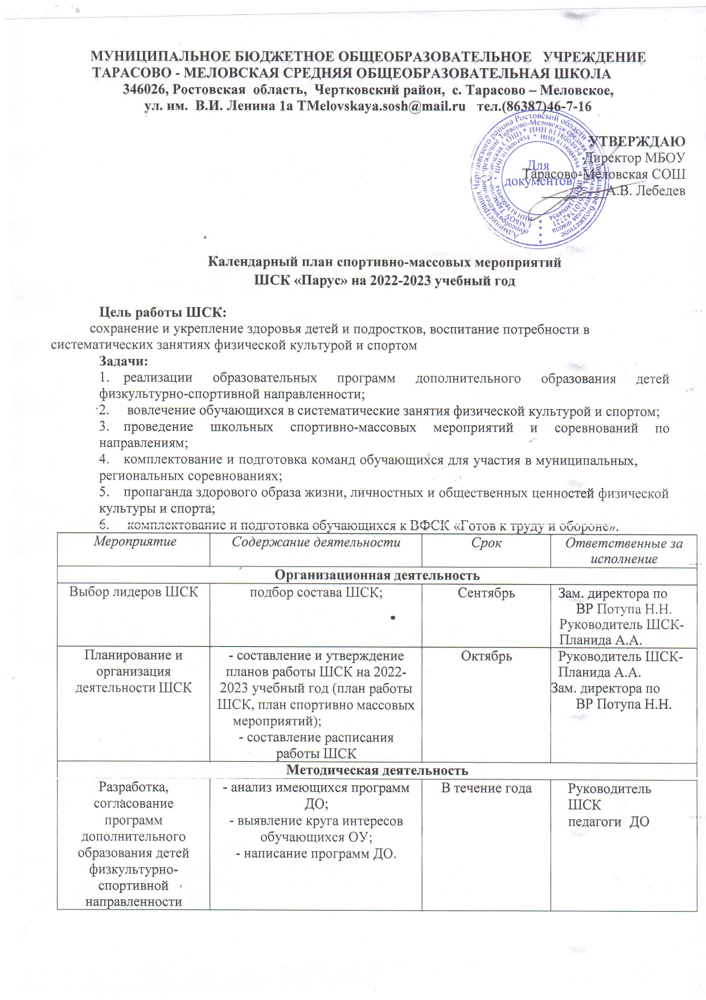 МУНИЦИПАЛЬНОЕ БЮДЖЕТНОЕ ОБЩЕОБРАЗОВАТЕЛЬНОЕ УЧРЕЖДЕНИЕ
ТАРАСОВО - МЕЛОВСКАЯ СРЕДНЯЯ ОБЩЕОБРАЗОВАТЕЛЬНАЯ ШКОЛА
346026, Ростовская область, Чертковский район, с. Тарасово – Меловское,
ул. им. В.И. Ленина 1а TMelovskaya.sosh@mail.ru тел.(86387)46-7-16
УТВЕРЖДАЮ
Директор МБОУ
Тарасово-Меловская СОШ
_________А.В. Лебедев
Для
документов
Календарный план спортивно-массовых мероприятий
ШСК «Парус» на 2022-2023 учебный год
Цель работы ШСК:
сохранение и укрепление здоровья детей и подростков, воспитание потребности в
систематических занятиях физической культурой и спортом
Задачи:
1. реализации образовательных программ дополнительного образования детей
физкультурно-спортивной направленности;
2. вовлечение обучающихся в систематические занятия физической культурой и спортом;
3. проведение школьных спортивно-массовых мероприятий и соревнований по
направлениям;
4. комплектование и подготовка команд обучающихся для участия в муниципальных,
региональных соревнованиях;
5. пропаганда здорового образа жизни, личностных и общественных ценностей физической
культуры и спорта;
6. комплектование и подготовка обучающихся к ВФСК «Готов к труду и обороне».
Мероприятие
Содержание деятельности
Срок
Ответственные за
исполнение
Организационная деятельность
Выбор лидеров ШСК
подбор состава ШСК;
Сентябрь
Зам. директора по
ВР Потупа Н.Н.
Руководитель ШСК-
Планида А.А.
Планирование и
организация
деятельности ШСК
- составление и утверждение
планов работы ШСК на 2022-
2023 учебный год (план работы
ШСК, план спортивно массовых
мероприятий);
- составление расписания
работы ШСК
Октябрь
Руководитель ШСК-
Планида А.А.
Зам. директора по
ВР Потупа Н.Н.
Методическая деятельность
Разработка,
согласование
программ
дополнительного
образования детей
физкультурно-
спортивной
направленности
- анализ имеющихся программ
ДО;
- выявление круга интересов
обучающихся ОУ;
- написание программ ДО.
В течение года
Руководитель
ШСК
педагоги ДО